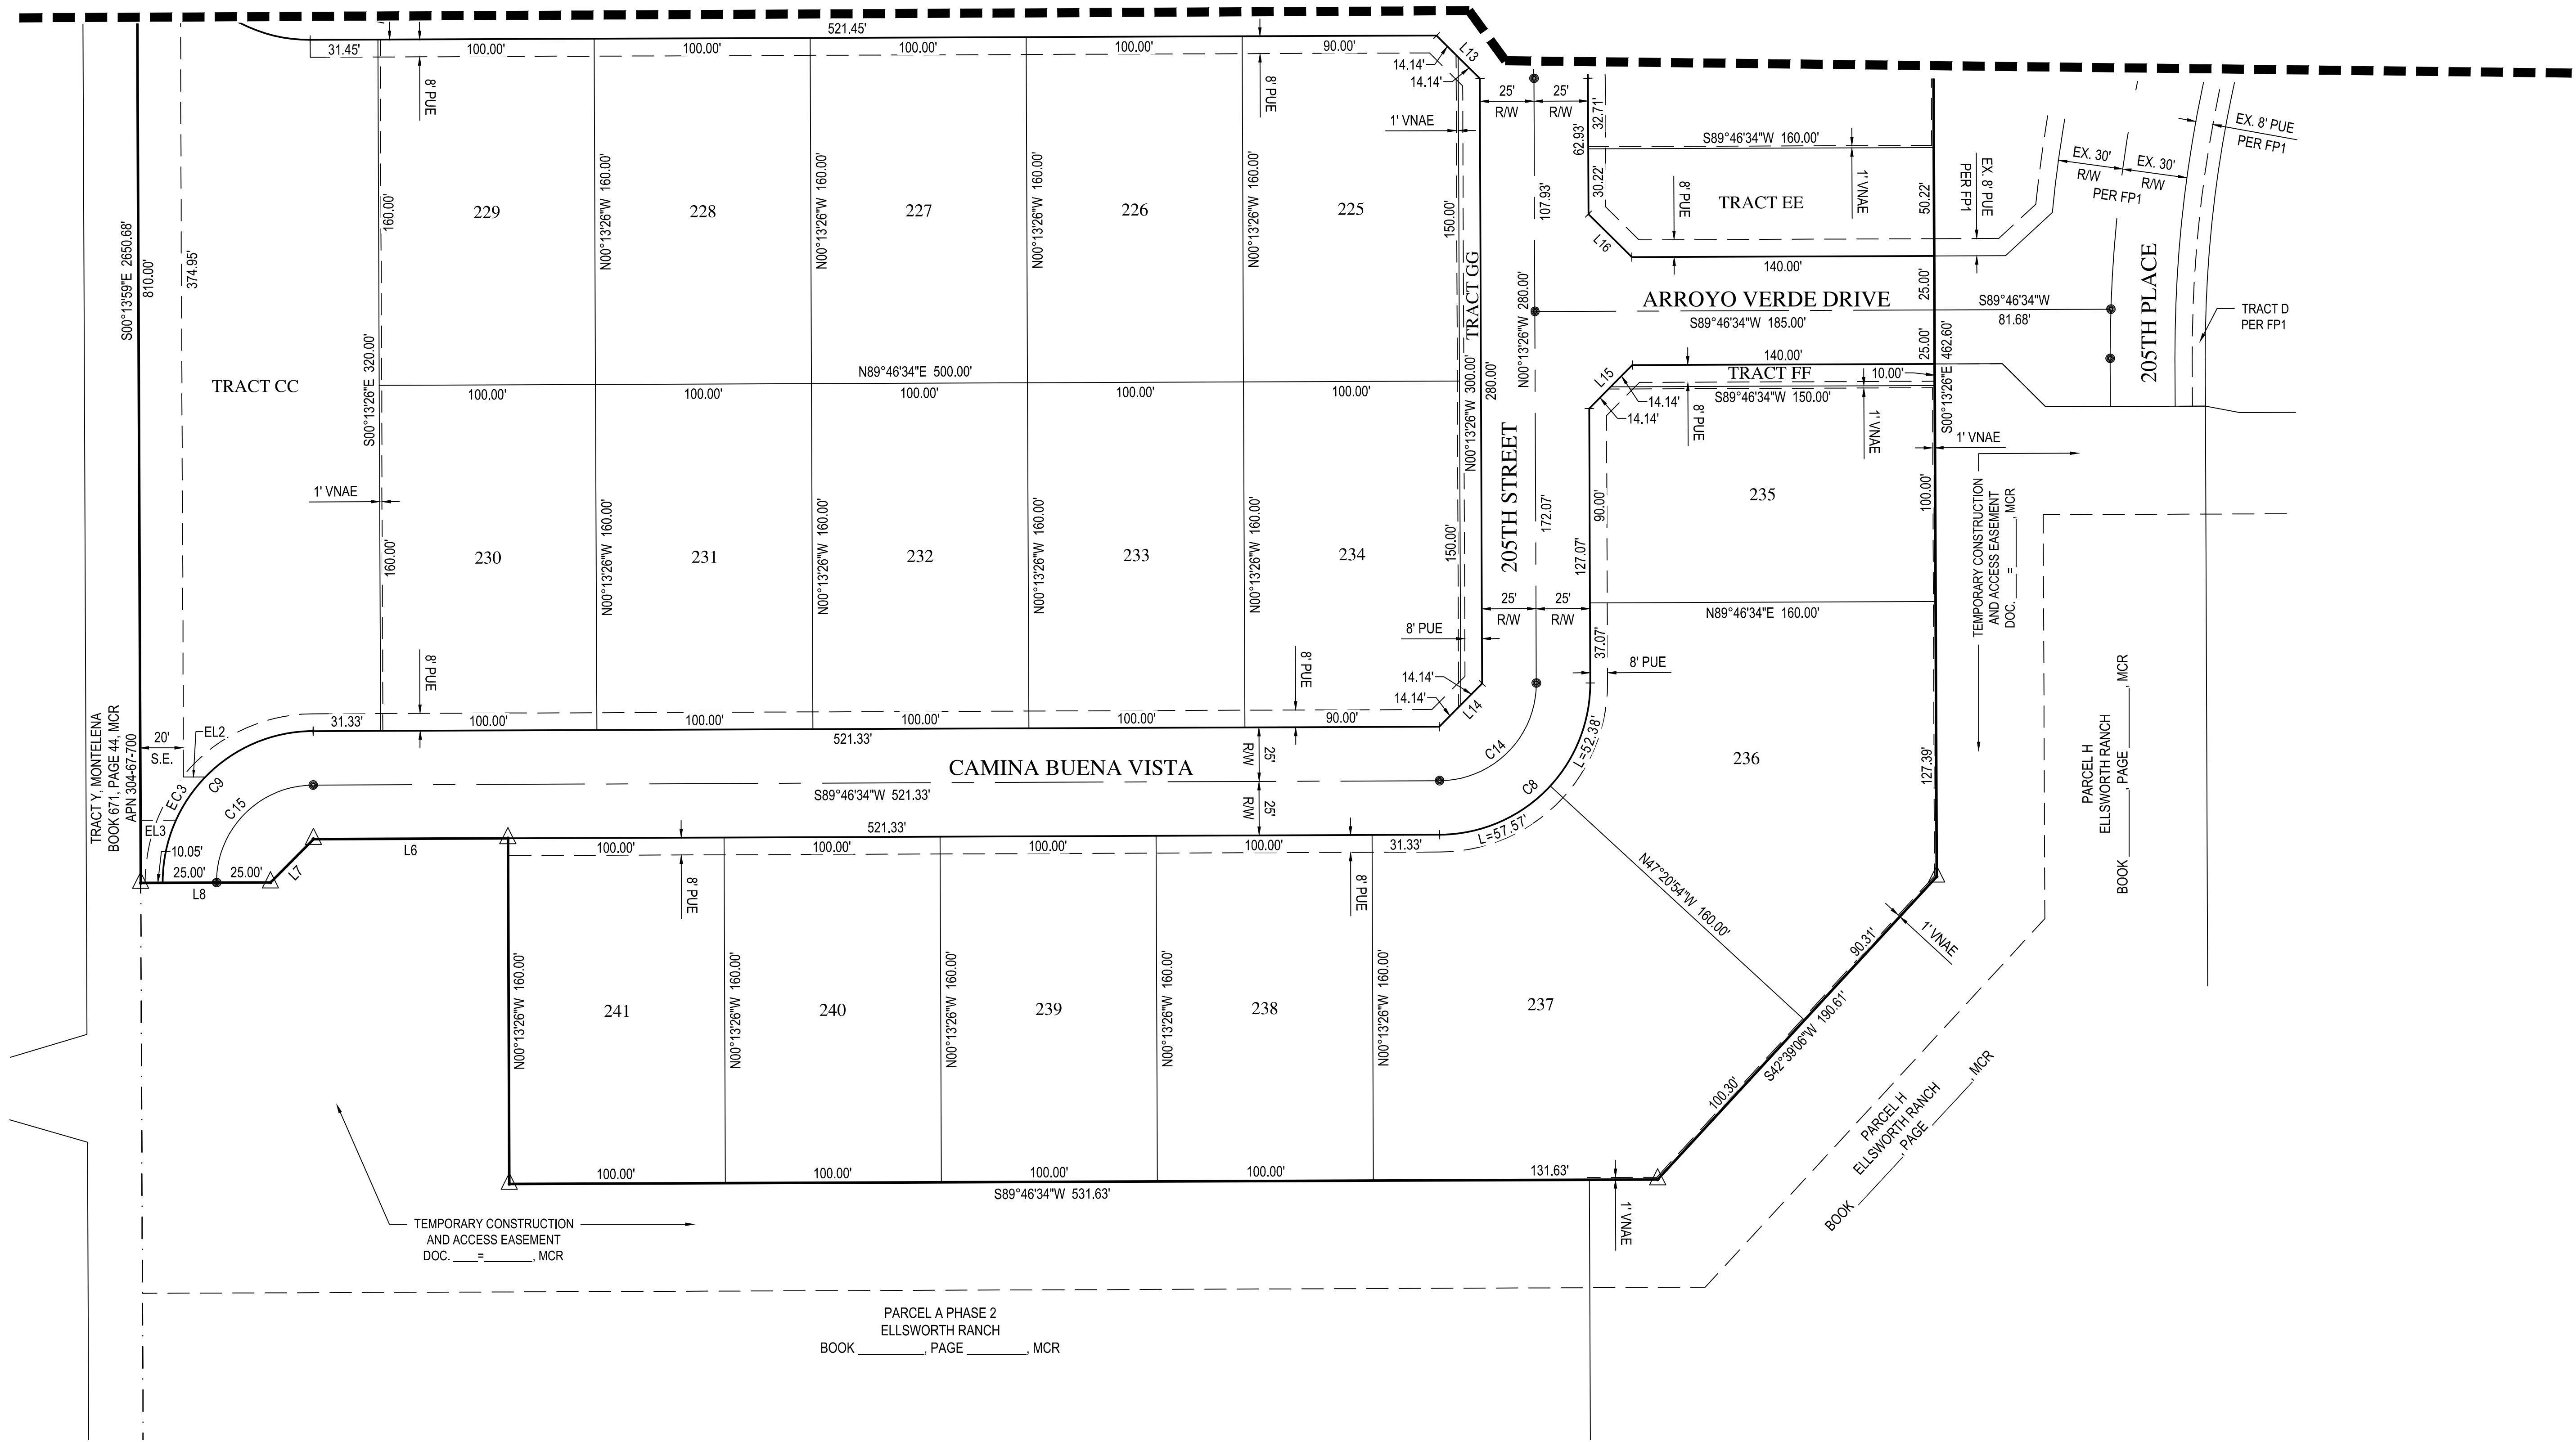 521.45'
31.45'
100.00'
100.00'
100.00'
100.00'
90.00'
L13
14.14'
14.14'
8' PUE
8' PUE
1' VNAE
25'
R/W
25'
R/W
32.71'
62.93'
30.22'
S89°46'34"W 160.00'
8' PUE
1' VNAE
TRACT EE
EX. 8' PUE
PER FP1
50.22'
EX. 30'
R/W
EX. 30'
R/W
PER FP1
EX. 8' PUE
PER FP1
S00°13'59"E 2650.68'
810.00'
374.95'
160.00'
229
N00°13'26"W 160.00'
228
N00°13'26"W 160.00'
227
N00°13'26"W 160.00'
226
N00°13'26"W 160.00'
225
150.00'
TRACT GG
107.93'
L16
140.00'
25.00'
ARROYO VERDE DRIVE
S89°46'34"W 185.00'
S89°46'34"W
81.68'
205TH PLACE
TRACT D
PER FP1
N00°13'26"W 280.00'
TRACT CC
S00°13'26"E 320.00'
N89°46'34"E 500.00'
100.00'
100.00'
100.00'
100.00'
100.00'
N00°13'26"W 300.00'
280.00'
25.00'
140.00'
L15
TRACT FF
10.00'
S89°46'34"W 150.00'
14.14'
14.14'
8' PUE
1' VNAE
S00°13'26"E 462.60'
1' VNAE
205TH STREET
1' VNAE
160.00'
230
N00°13'26"W 160.00'
231
N00°13'26"W 160.00'
232
N00°13'26"W 160.00'
233
N00°13'26"W 160.00'
234
150.00'
172.07'
90.00'
127.07'
235
100.00'
TEMPORARY CONSTRUCTION
AND ACCESS EASEMENT
DOC. ____=________, MCR
25'
R/W
25'
R/W
N89°46'34"E 160.00'
8' PUE
37.07'
8' PUE
8' PUE
8' PUE
14.14'
14.14'
L14
TRACT Y, MONTELENA
BOOK 671, PAGE 44, MCR
APN 304-67-700
20'
S.E.
EL2
31.33'
100.00'
100.00'
100.00'
100.00'
90.00'
521.33'
CAMINA BUENA VISTA
25'
R/W
25'
R/W
S89°46'34"W 521.33'
C14
L=52.38'
C8
L=57.57'
236
127.39'
PARCEL H
ELLSWORTH RANCH
BOOK __________, PAGE _________, MCR
EC3
C9
C15
EL3
10.05'
25.00'
25.00'
L8
L7
L6
521.33'
100.00'
100.00'
100.00'
100.00'
31.33'
8' PUE
8' PUE
N47°20'54"W 160.00'
1' VNAE
90.31'
S42°39'06"W 190.61'
100.30'
N00°13'26"W 160.00'
241
N00°13'26"W 160.00'
240
N00°13'26"W 160.00'
239
N00°13'26"W 160.00'
238
N00°13'26"W 160.00'
237
PARCEL H
ELLSWORTH RANCH
BOOK __________, PAGE _________, MCR
100.00'
100.00'
100.00'
100.00'
131.63'
S89°46'34"W 531.63'
1' VNAE
TEMPORARY CONSTRUCTION
AND ACCESS EASEMENT
DOC. ____=________, MCR
PARCEL A PHASE 2
ELLSWORTH RANCH
BOOK __________, PAGE _________, MCR